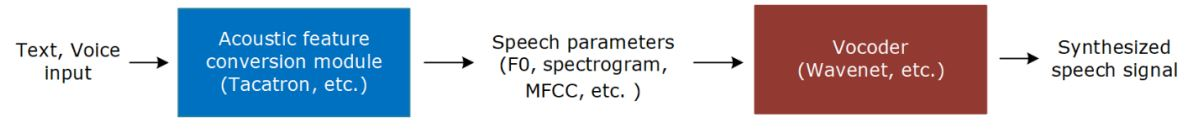 Text, Voice
input
Acoustic feature
conversion module
(Tacatron, etc.)
Speech parameters
(F0, spectrogram,
MFCC, etc. )
Vocoder
(Wavenet, etc.)
Synthesized
speech signal